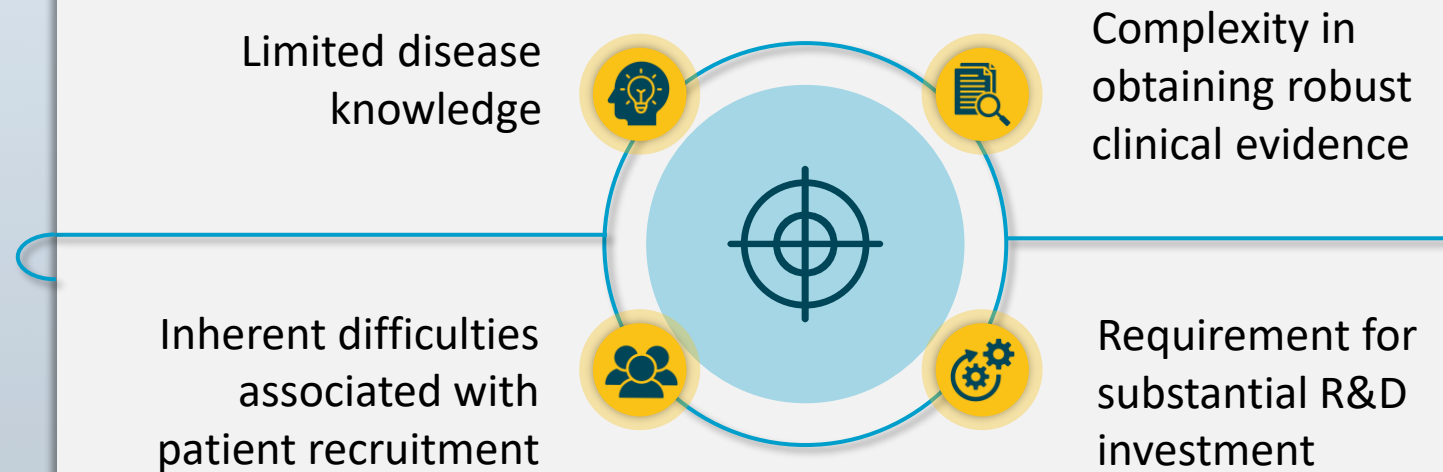 Limited disease
knowledge
Complexity in
obtaining robust
clinical evidence
Inherent difficulties
associated with
patient recruitment
Requirement for
substantial R&D
investment